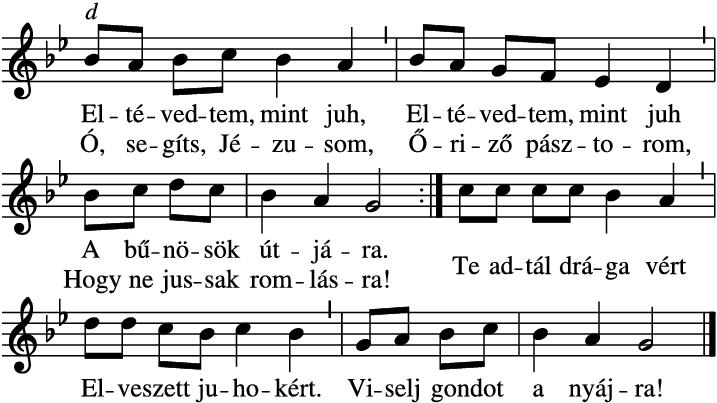 d
El – té – ved – tem, mint juh, El – té – ved – tem, mint juh
Ó, se – gíts, Jé – zu – som, Ő – ri – ző pász – to – rom,
A bű – nö – sök út – já – ra.
Hogy ne jus – sak rom – lás – ra!
Te ad – tál drá – ga vért
El – veszett ju – ho – kért. Vi – selj gondot a nyáj – ra!